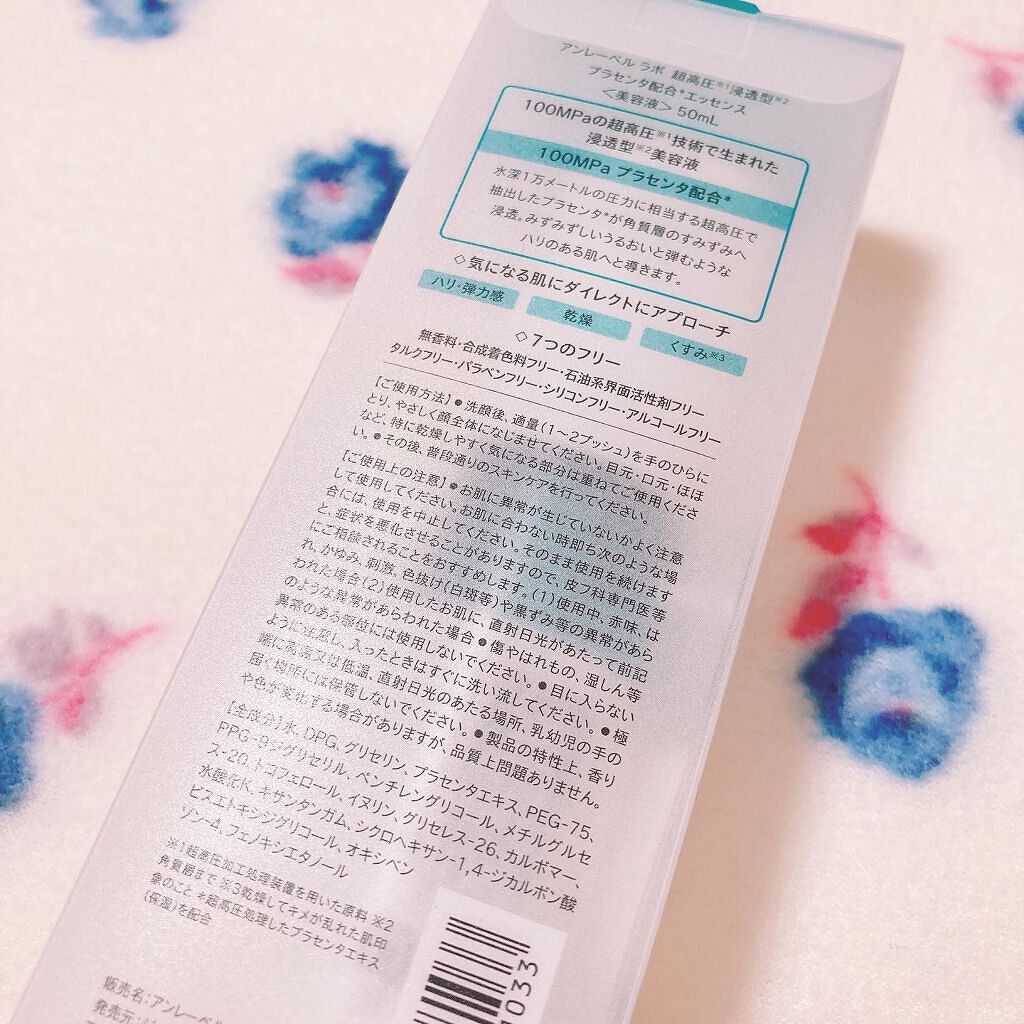 アンレーベル ラボ 超高圧※1浸透型※2
プラセンタ配合*エッセンス
＜美容液＞ 50mL
100MPaの超高圧※1技術で生まれた
浸透型※2美容液
100MPa プラセンタ配合*
水深1万メートルの圧力に相当する超高圧で
抽出したプラセンタ*が角質層のすみずみへ
浸透。みずみずしいうるおいと弾むような
ハリのある肌へと導きます。
◇気になる肌にダイレクトにアプローチ
ハリ・弾力感 乾燥 くすみ※3
◇7つのフリー
無香料・合成着色料フリー・石油系界面活性剤フリー
タルクフリー・パラベンフリー・シリコンフリー・アルコールフリー
【ご使用方法】●洗顔後、適量(1～2プッシュ)を手のひらに
とり、やさしく顔全体になじませてください。目元・口元・ほほ
など、特に乾燥しやすく気になる部分は重ねてご使用くださ
い。●その後、普段通りのスキンケアを行ってください。
【ご使用上の注意】●お肌に異常が生じていないかよく注意
して使用してください。お肌に合わない時即ち次のような場
合には、使用を中止してください。そのまま使用を続けます
と、症状を悪化させることがありますので、皮フ科専門医等
にご相談されることをおすすめします。(1)使用中、赤味、は
れ、かゆみ、刺激、色抜け(白斑等)や黒ずみ等の異常があら
われた場合(2)使用したお肌に、直射日光があたって前記
のような異常があらわれた場合●傷やはれもの、湿しん等
異常のある部位には使用しないでください。●目に入らない
ように注意し、入ったときはすぐに洗い流してください。●極
端に高温又は低温、直射日光のあたる場所、乳幼児の手の
届く場所には保管しないでください。●製品の特性上、香り
や色が変化する場合がありますが、品質上問題ありません。
【全成分】水、DPG、グリセリン、プラセンタエキス、PEG-75、
PPG-9ジグリセリル、ペンチレングリコール、メチルグルセ
ス-20、トコフェロール、イヌリン、グリセレス-26、カルボマー、
水酸化K、キサンタンガム、シクロヘキサン-1,4-ジカルボン酸
ビスエトキシジグリコール、オキシベン
ゾン-4、フェノキシエタノール
※1超高圧加工処理装置を用いた原料 ※2
角質層まで ※3乾燥してキメが乱れた肌印
象のこと *超高圧処理したプラセンタエキス
(保湿)を配合
販売名:アンレーベル
発売元:
1033